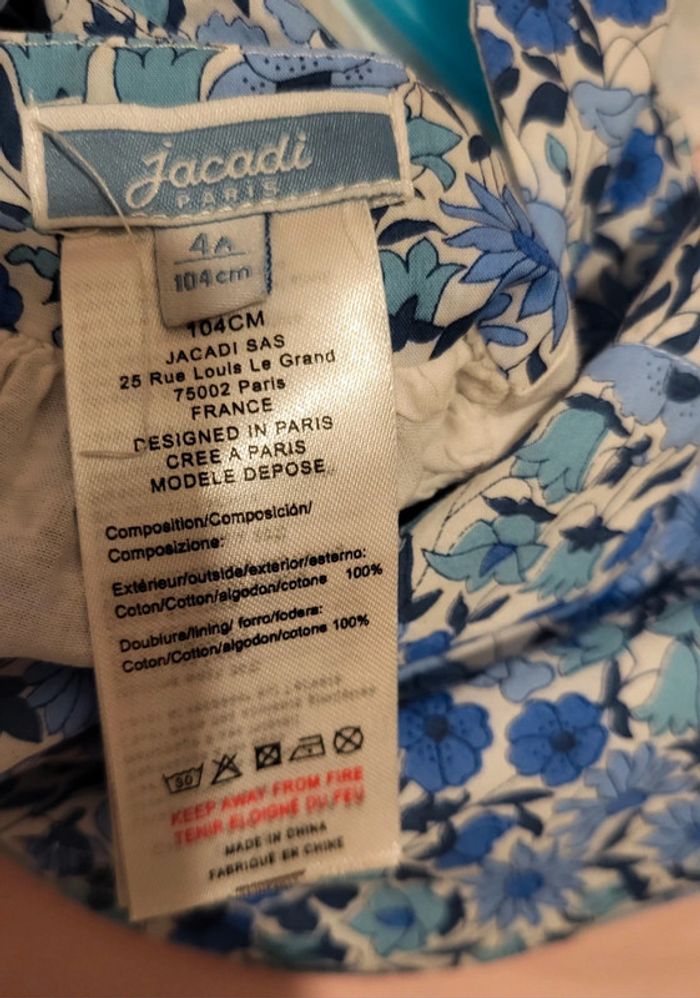 jacadi
PARIS
4A
104cm
104CM
JACADI SAS
25 Rue Louis Le Grand
75002 Paris
FRANCE
DESIGNED IN PARIS
CREE A PARIS
MODELE DEPOSE
Composition/Composición/
Composizione:
Extérieur/outside/exterior/esterno:
Coton/Cotton/algodon/cotone 100%
Doublure/lining/ forro/fodera:
Coton/Cotton/algodon/cotone 100%
KEEP AWAY FROM FIRE
TENIR ELOIGNÉ DU FEU
MADE IN CHINA
FABRIQUE EN CHINE